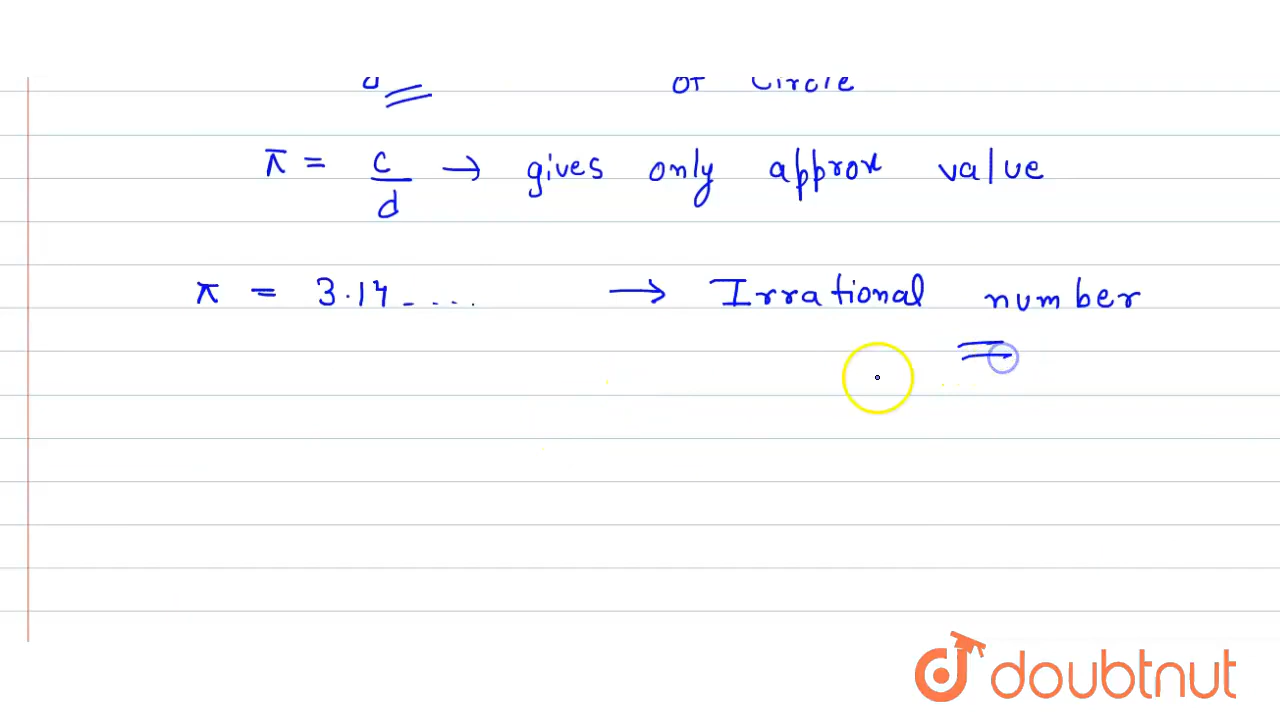 d of Circle
π = c/d → gives only approx value
π = 3.14 - .... → Irrational number
doubtnut